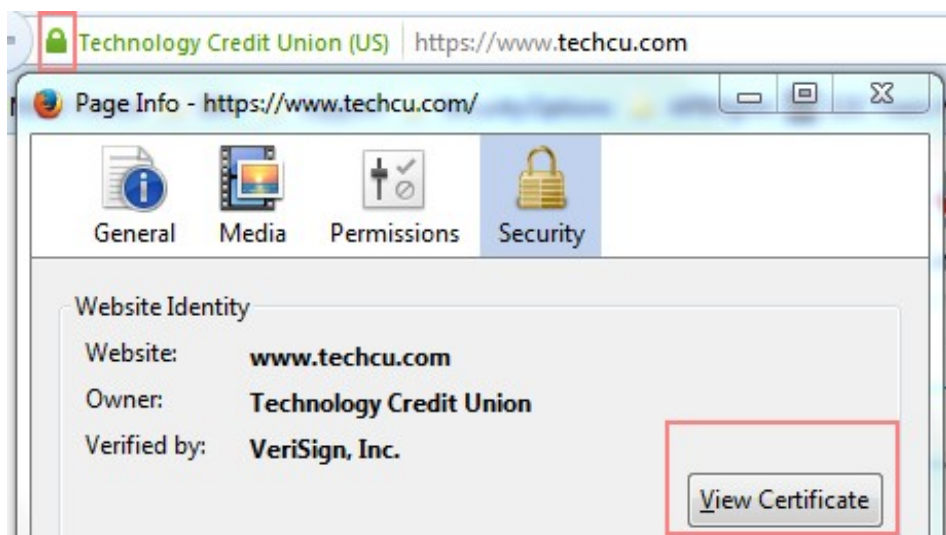 Technology Credit Union (US) https://www.techcu.com
Page Info - https://www.techcu.com/
General Media Permissions Security
Website Identity
Website: www.techcu.com
Owner: Technology Credit Union
Verified by: VeriSign, Inc.
View Certificate